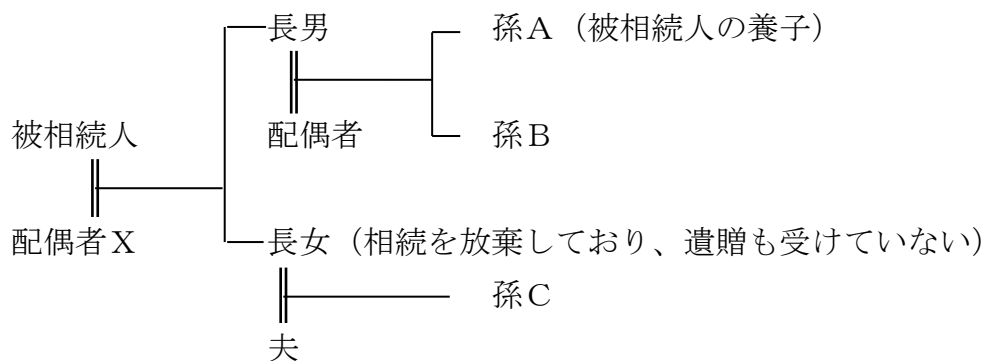 長男 孫A(被相続人の養子)
被相続人 配偶者 孫B
配偶者X 長女(相続を放棄しており、遺贈も受けていない)
孫C
夫